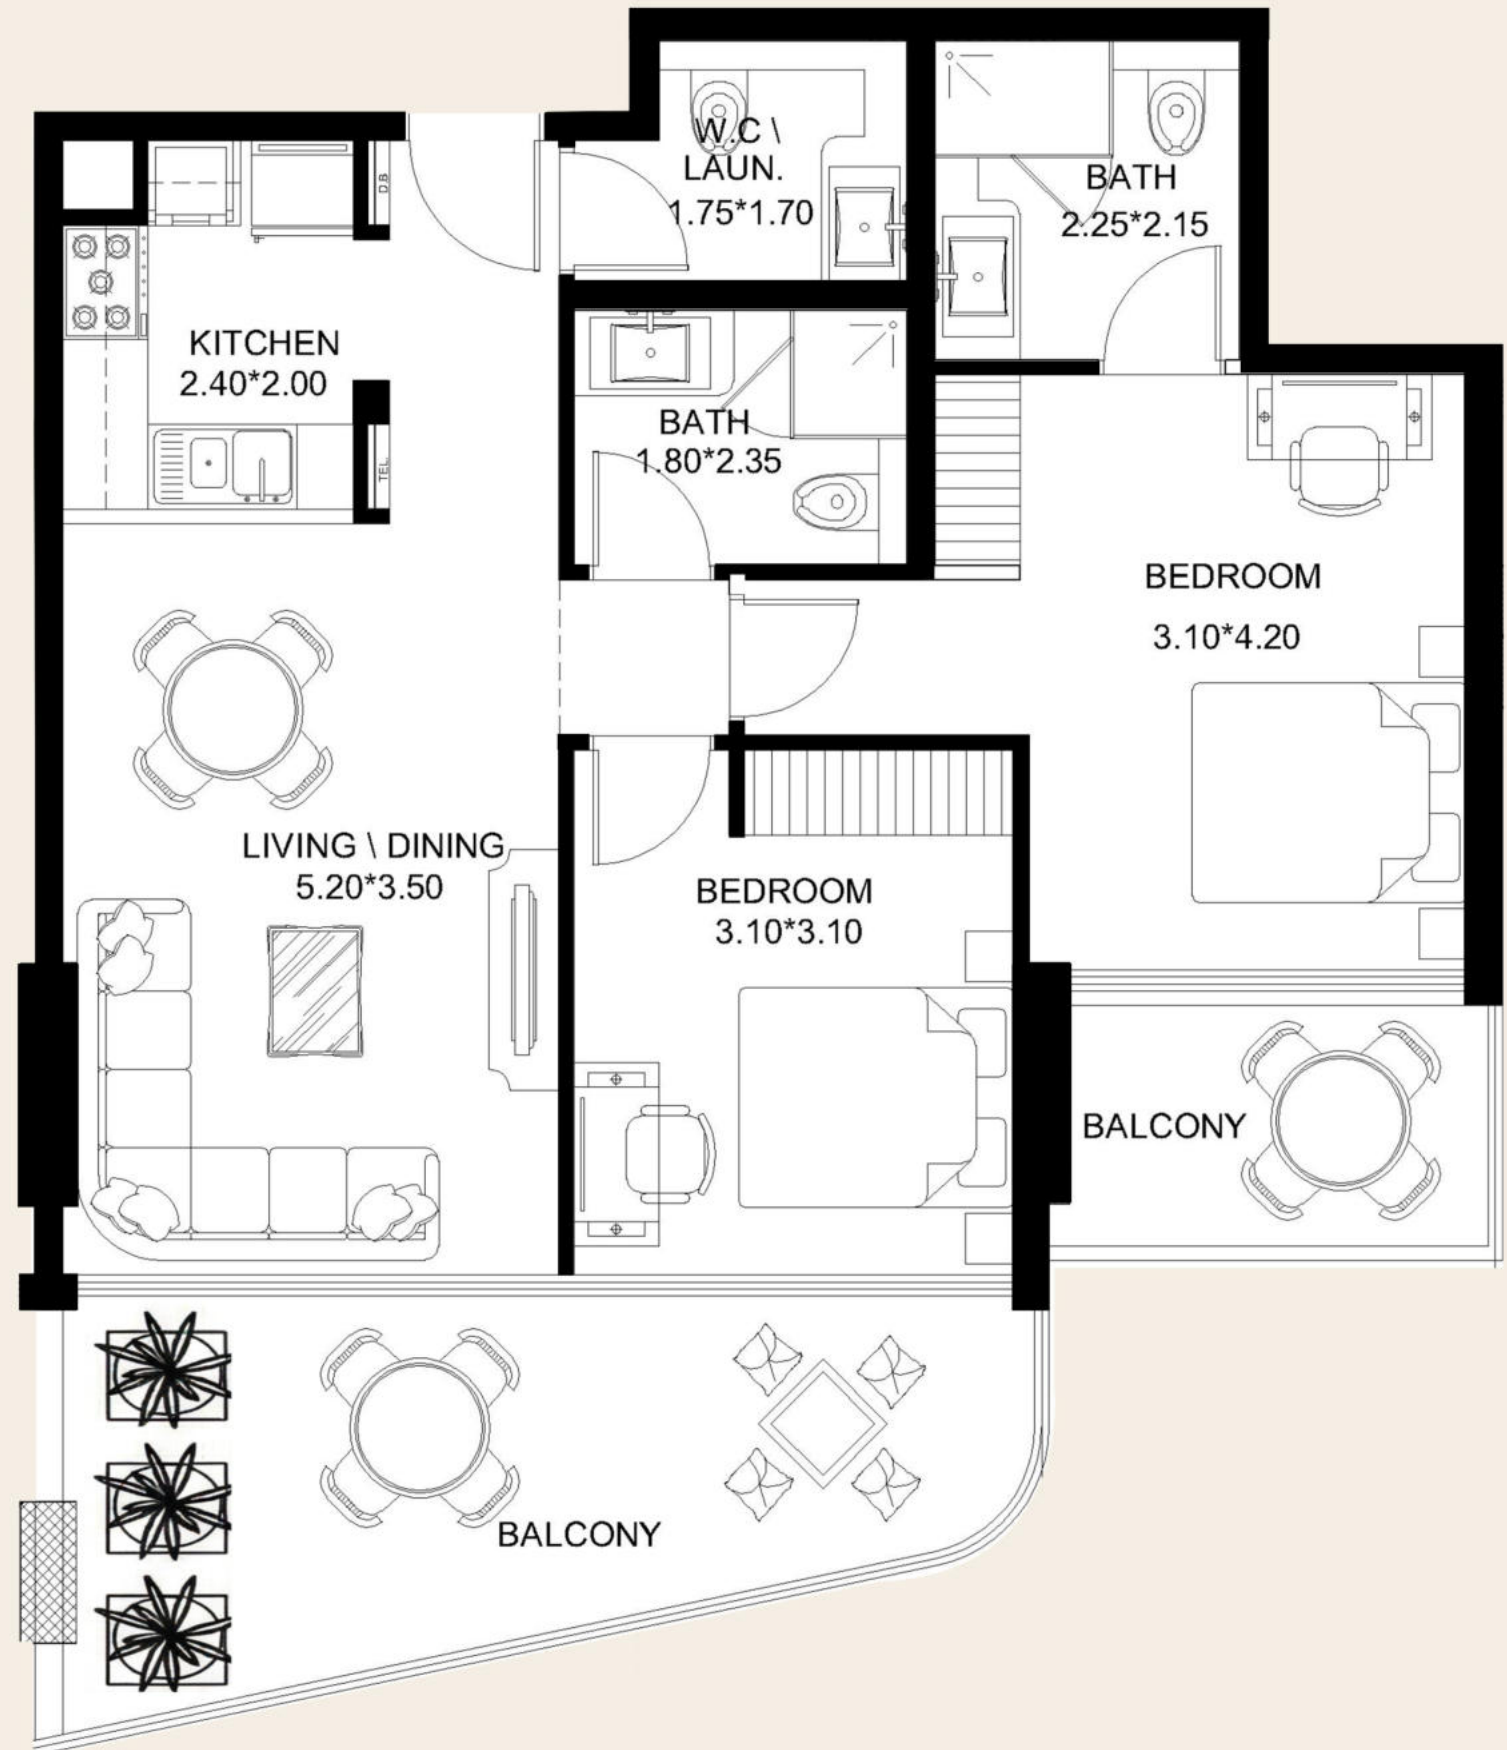 W.C \
LAUN.
1.75*1.70
BATH
2.25*2.15
D.B
KITCHEN
2.40*2.00
BATH
1.80*2.35
TEL.
BEDROOM
3.10*4.20
LIVING \ DINING
5.20*3.50
BEDROOM
3.10*3.10
BALCONY
BALCONY